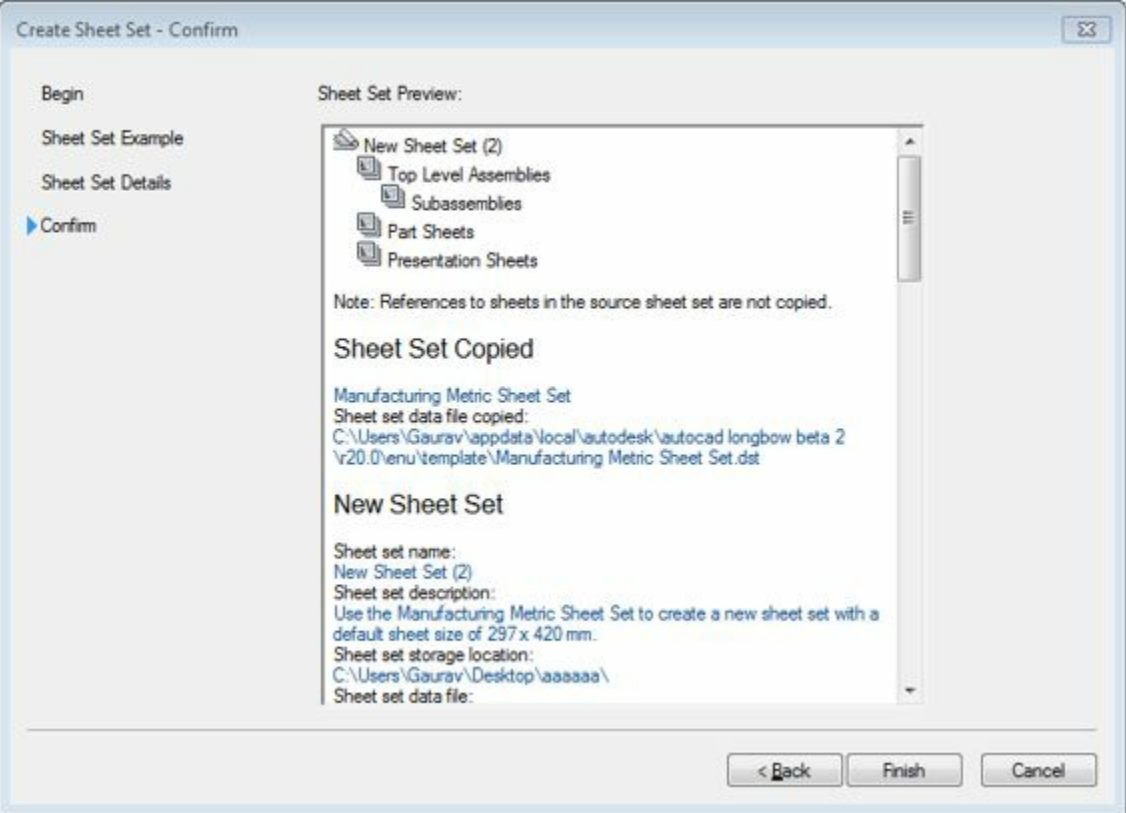 Create Sheet Set - Confirm
Begin
Sheet Set Example
Sheet Set Details
Confirm
Sheet Set Preview:
New Sheet Set (2)
Top Level Assemblies
Subassemblies
Part Sheets
Presentation Sheets
Note: References to sheets in the source sheet set are not copied.
Sheet Set Copied
Manufacturing Metric Sheet Set
Sheet set data file copied:
C:\Users\Gaurav\appdata\local\autodesk\autocad longbow beta 2
\r20.0\enu\template\Manufacturing Metric Sheet Set.dst
New Sheet Set
Sheet set name:
New Sheet Set (2)
Sheet set description:
Use the Manufacturing Metric Sheet Set to create a new sheet set with a
default sheet size of 297 x 420 mm.
Sheet set storage location:
C:\Users\Gaurav\Desktop\aaaaaa\
Sheet set data file:
< Back
Finish
Cancel